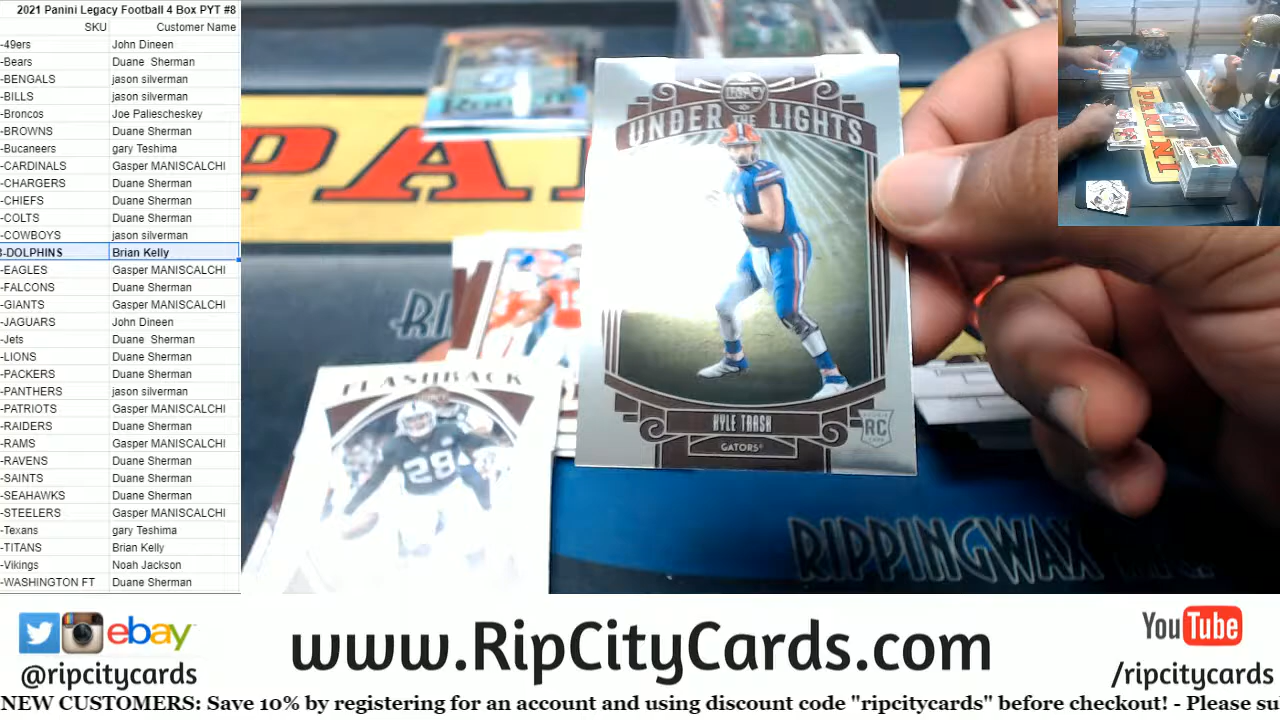 2021 Panini Legacy Football 4 Box PYT #8
SKU Customer Name
-49ers John Dineen
-Bears Duane Sherman
-BENGALS jason silverman
-BILLS jason silverman
-Broncos Joe Paliescheskey
-BROWNS Duane Sherman
-Bucaneers gary Teshima
-CARDINALS Gasper MANISCALCHI
-CHARGERS Duane Sherman
-CHIEFS Duane Sherman
-COLTS Duane Sherman
-COWBOYS jason silverman
-DOLPHINS Brian Kelly
-EAGLES Gasper MANISCALCHI
-FALCONS Duane Sherman
-GIANTS Gasper MANISCALCHI
-JAGUARS John Dineen
-Jets Duane Sherman
-LIONS Duane Sherman
-PACKERS Duane Sherman
-PANTHERS jason silverman
-PATRIOTS Gasper MANISCALCHI
-RAIDERS Duane Sherman
-RAMS Gasper MANISCALCHI
-RAVENS Duane Sherman
-SAINTS Duane Sherman
-SEAHAWKS Duane Sherman
-STEELERS Gasper MANISCALCHI
-Texans gary Teshima
-TITANS Brian Kelly
-Vikings Noah Jackson
-WASHINGTON FT Duane Sherman
LEGACY
UNDER THE LIGHTS
KYLE TRASK
GATORS
RC
FLASHBACK
28
PA
RIP
RIPPINGWAX
PANINI
ebay
@ripcitycards
www.RipCityCards.com
YouTube
/ripcitycards
NEW CUSTOMERS: Save 10% by registering for an account and using discount code "ripcitycards" before checkout! - Please su